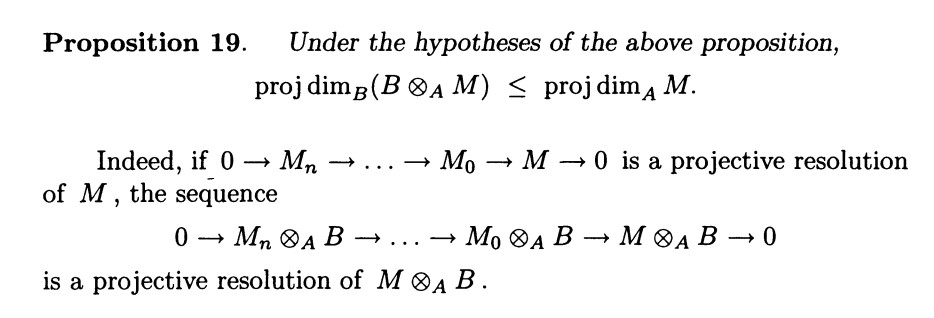 Proposition 19. Under the hypotheses of the above proposition,
proj dim_B(B ⊗_A M) ≤ proj dim_A M.
Indeed, if 0 → M_n → ... → M_0 → M → 0 is a projective resolution
of M , the sequence
0 → M_n ⊗_A B → ... → M_0 ⊗_A B → M ⊗_A B → 0
is a projective resolution of M ⊗_A B .